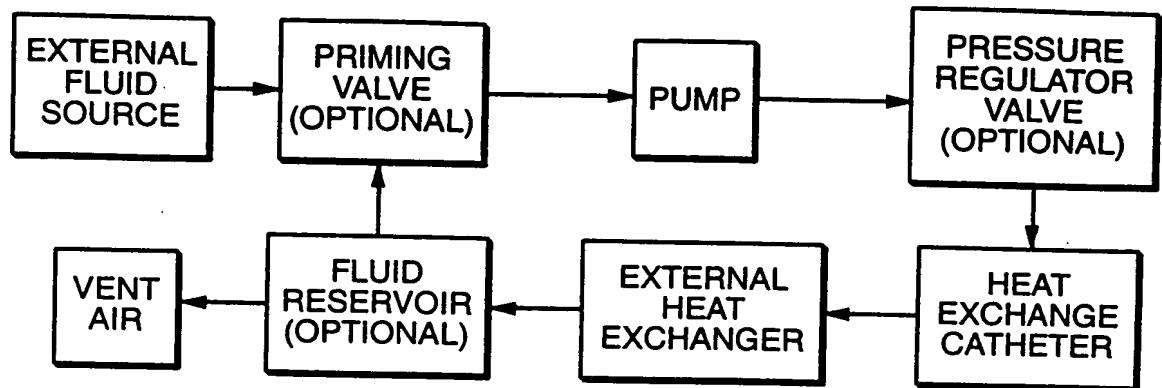 EXTERNAL
FLUID
SOURCE
PRIMING
VALVE
(OPTIONAL)
PUMP
PRESSURE
REGULATOR
VALVE
(OPTIONAL)
VENT
AIR
FLUID
RESERVOIR
(OPTIONAL)
EXTERNAL
HEAT
EXCHANGER
HEAT
EXCHANGE
CATHETER